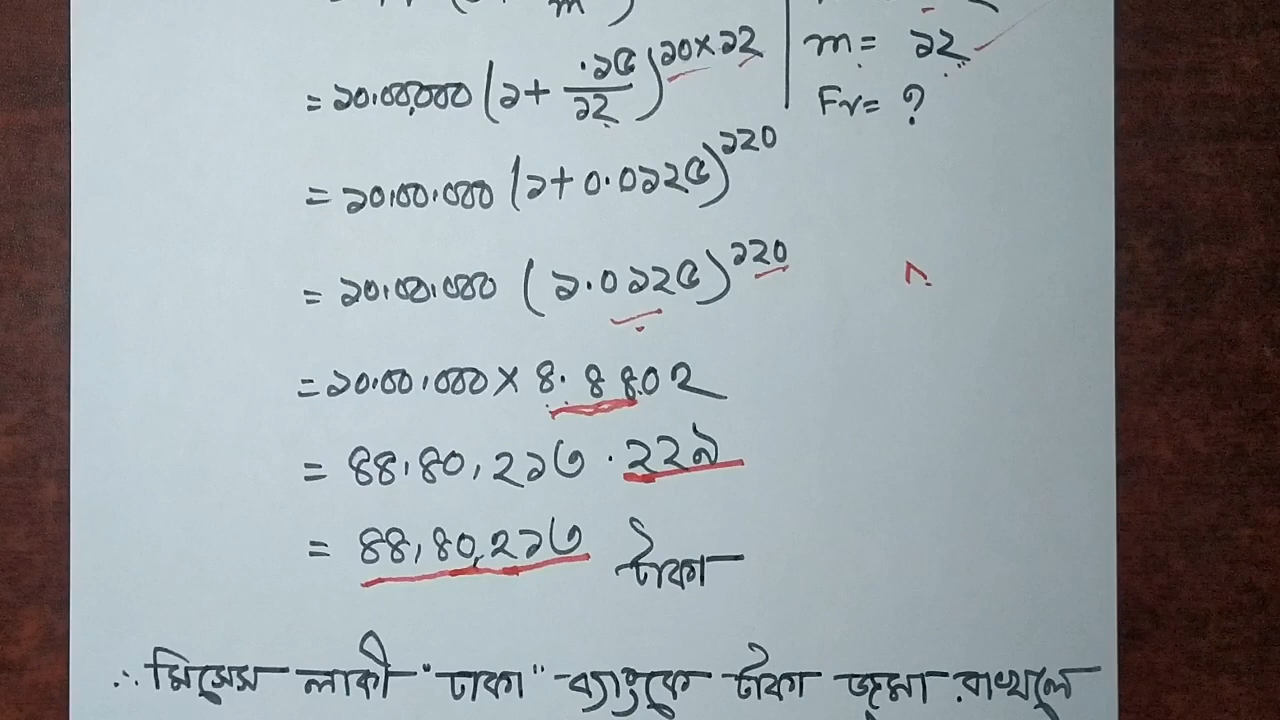 = ১০,০০,০০০ (১ + .১৫/১২)^১০×১২
m = ১২
Fv = ?
= ১০,০০,০০০ (১ + ০.০১২৫)^১২০
= ১০,০০,০০০ (১.০১২৫)^১২০
= ১০,০০,০০০ × ৪.৪৪০২
= ৪৪,৪০,২১৩.২২৯
= ৪৪,৪০,২১৩ টাকা
∴ মিসেস লাকী "ঢাকা" ব্যাংকে টাকা জমা রাখলে